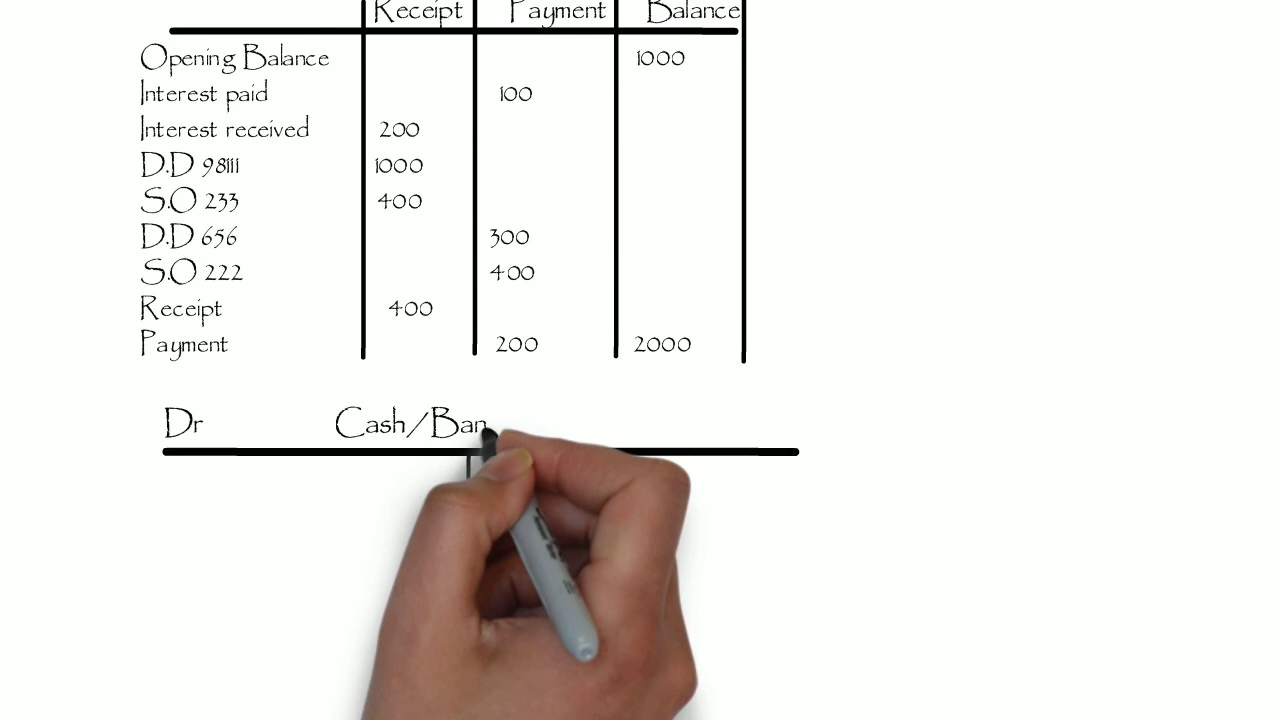 Receipt Payment Balance
Opening Balance 1000
Interest paid 100
Interest received 200
D.D 98111 1000
S.O 233 400
D.D 656 300
S.O 222 400
Receipt 400
Payment 200 2000
Dr Cash/Ban